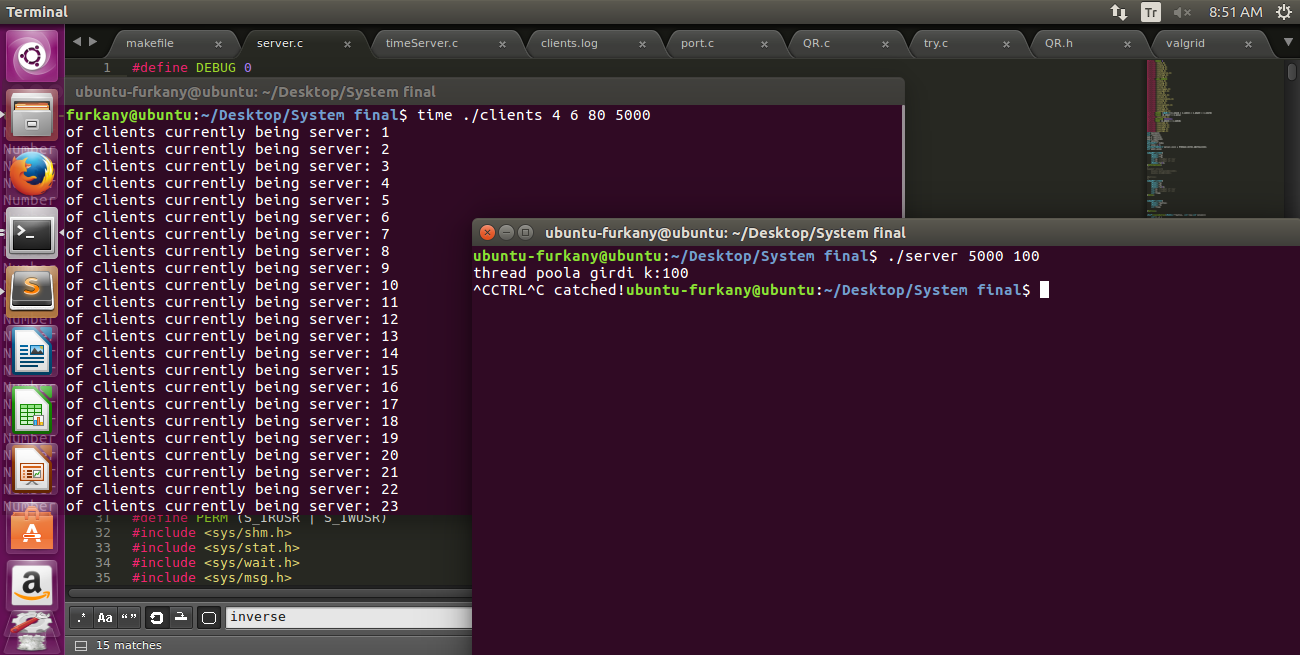 Terminal
Tr
8:51 AM
makefile
server.c
timeServer.c
clients.log
port.c
QR.c
try.c
QR.h
valgrid
1 #define DEBUG 0
ubuntu-furkany@ubuntu: ~/Desktop/System final
furkany@ubuntu:~/Desktop/System final$ time ./clients 4 6 80 5000
of clients currently being server: 1
of clients currently being server: 2
of clients currently being server: 3
of clients currently being server: 4
of clients currently being server: 5
of clients currently being server: 6
of clients currently being server: 7
of clients currently being server: 8
of clients currently being server: 9
of clients currently being server: 10
of clients currently being server: 11
of clients currently being server: 12
of clients currently being server: 13
of clients currently being server: 14
of clients currently being server: 15
of clients currently being server: 16
of clients currently being server: 17
of clients currently being server: 18
of clients currently being server: 19
of clients currently being server: 20
of clients currently being server: 21
of clients currently being server: 22
of clients currently being server: 23
ubuntu-furkany@ubuntu: ~/Desktop/System final
ubuntu-furkany@ubuntu:~/Desktop/System final$ ./server 5000 100
thread poola girdi k:100
^CCTRL^C catched!ubuntu-furkany@ubuntu:~/Desktop/System final$
31 #define PERM (S_IRUSR | S_IWUSR)
32 #include <sys/shm.h>
33 #include <sys/stat.h>
34 #include <sys/wait.h>
35 #include <sys/msg.h>
.* Aa “”
inverse
15 matches